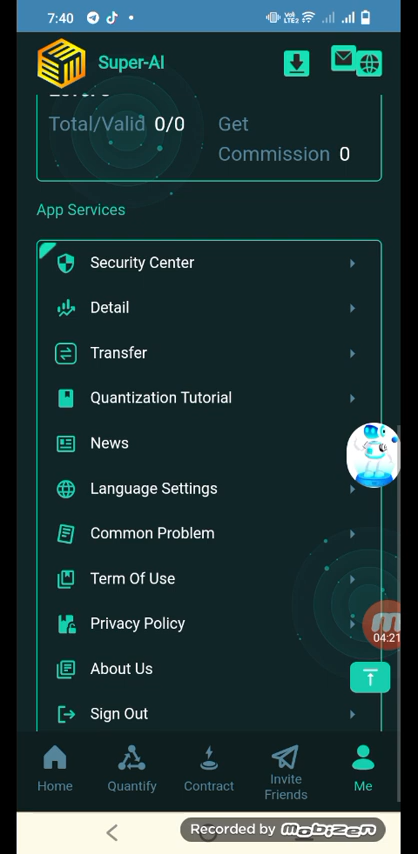 7:40
Vo)
LTE2
Super-AI
Total/Valid 0/0
Get
Commission 0
App Services
Security Center
Detail
Transfer
Quantization Tutorial
News
Language Settings
Common Problem
Term Of Use
Privacy Policy
04:21
About Us
Sign Out
Home
Quantify
Contract
Invite
Friends
Me
Recorded by mobizen